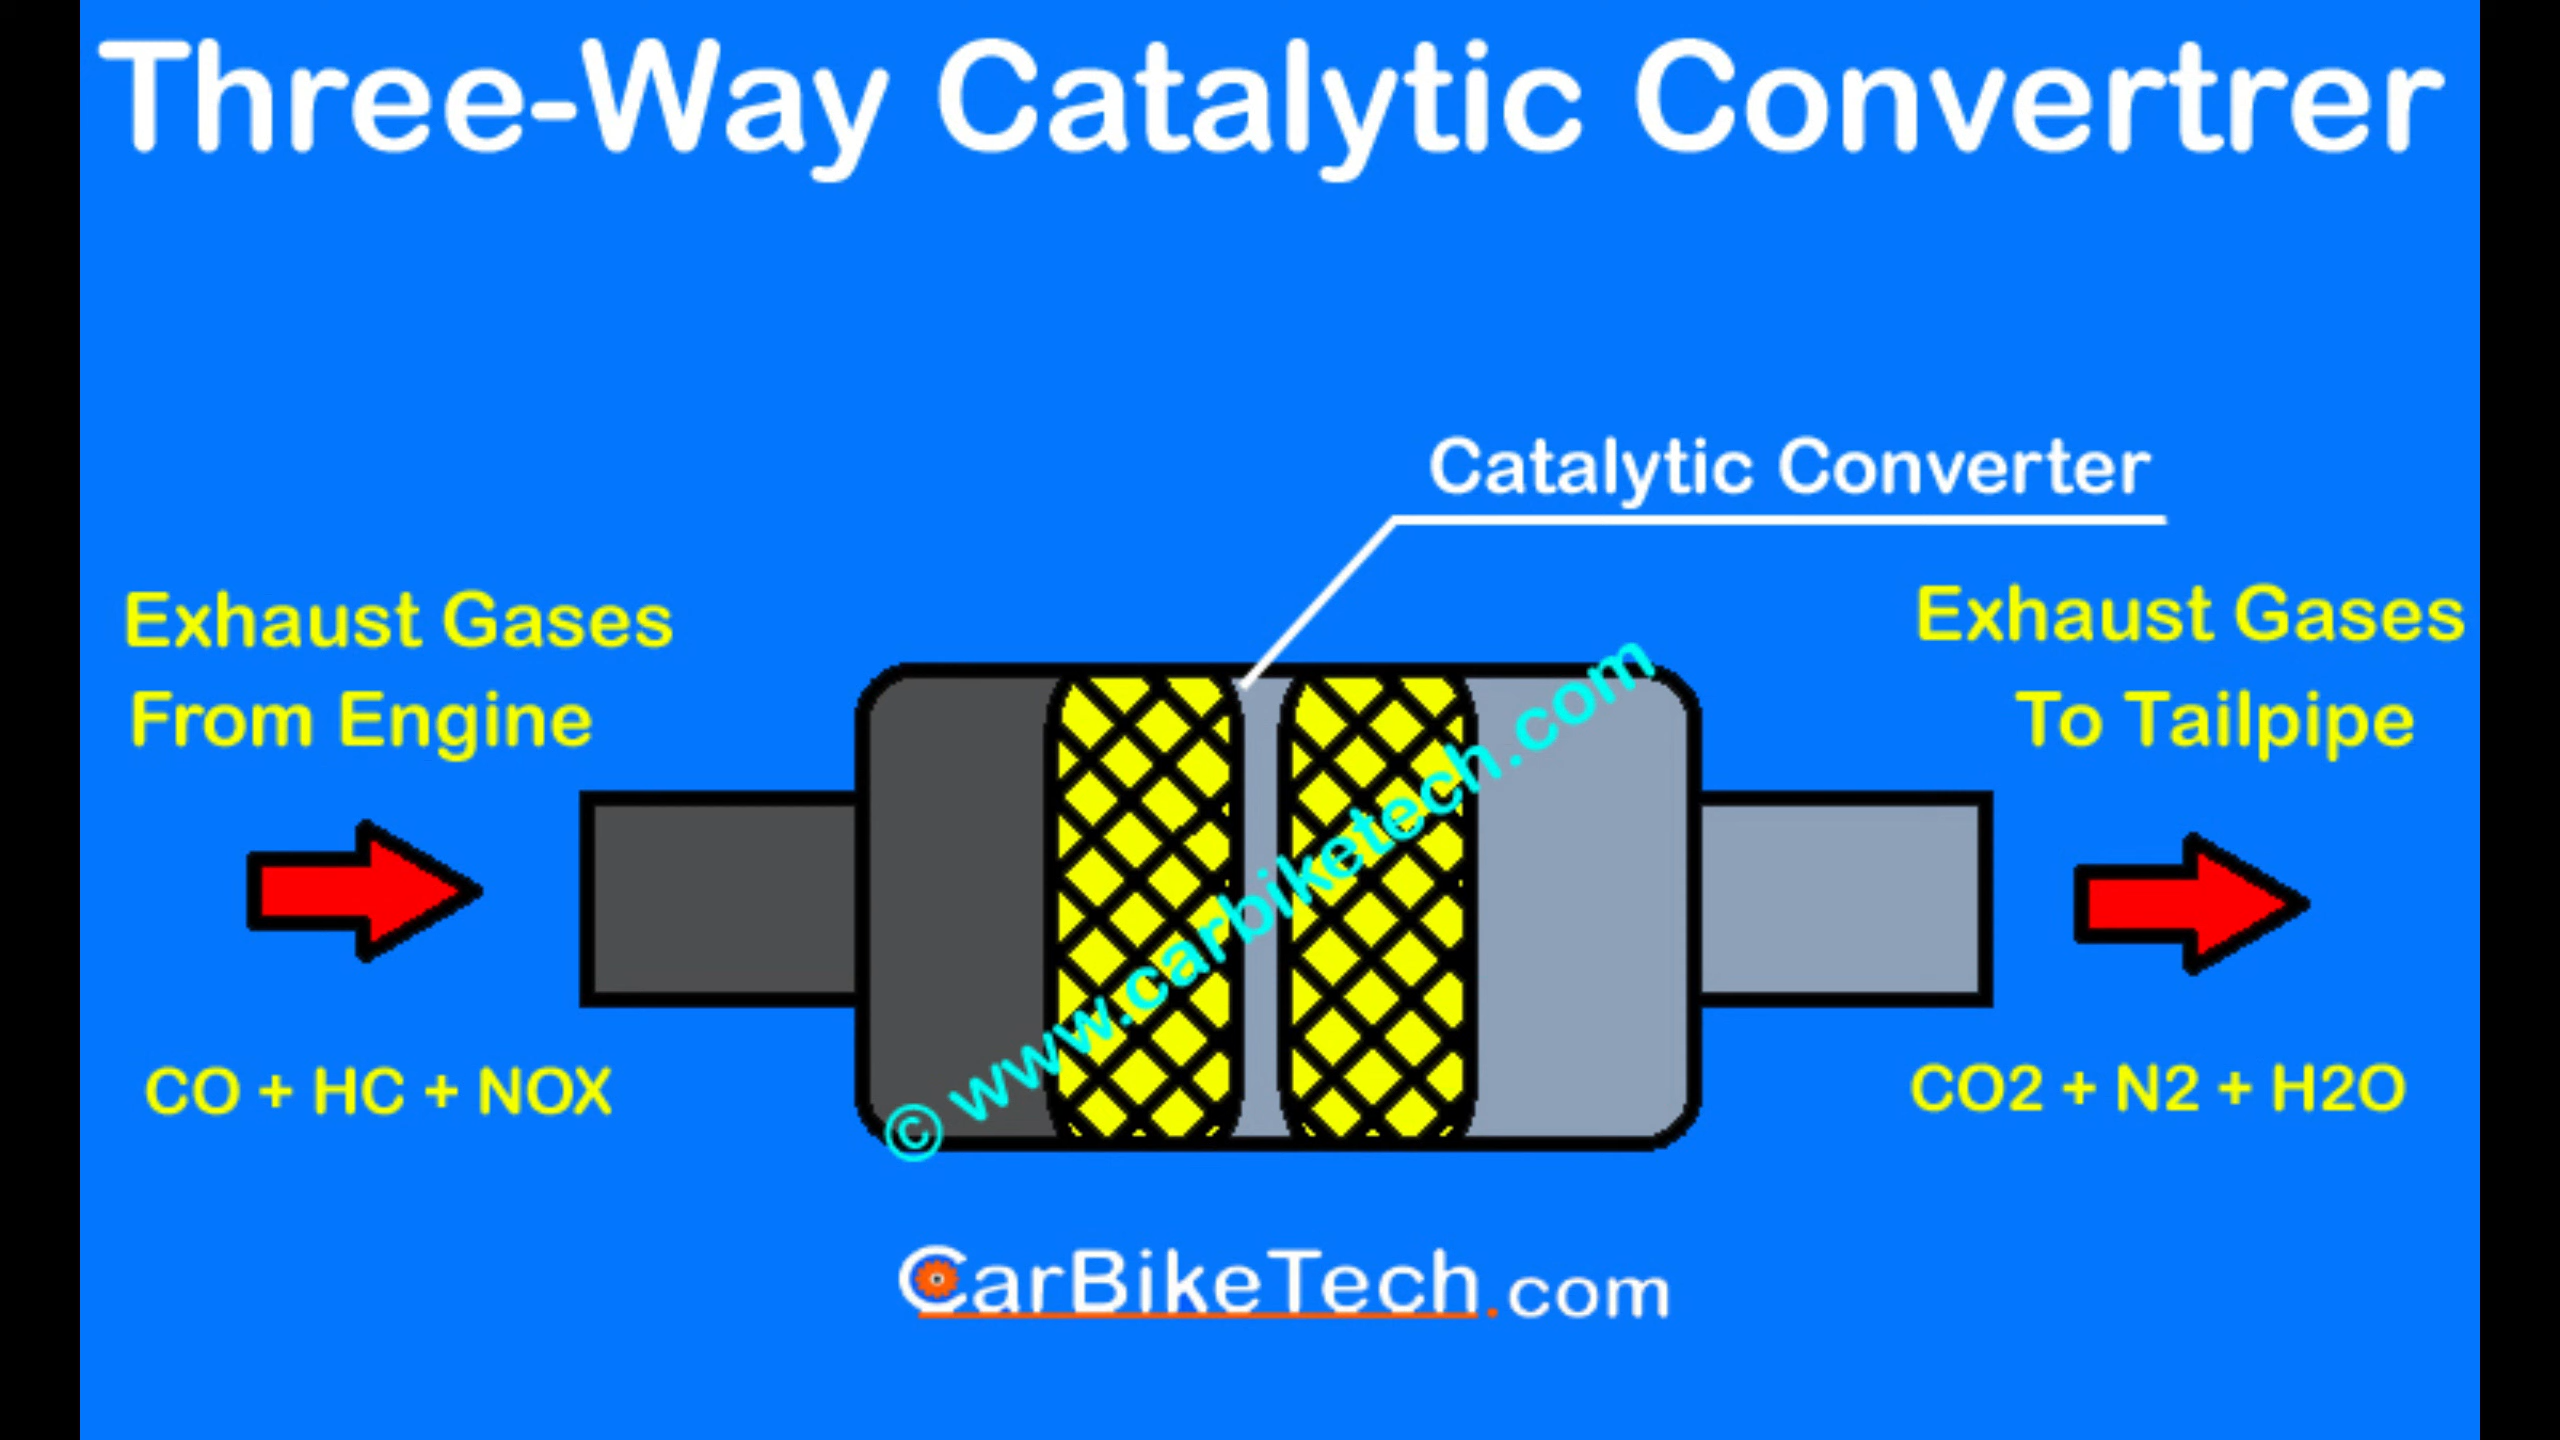 Three-Way Catalytic Convertrer
Catalytic Converter
Exhaust Gases
From Engine
Exhaust Gases
To Tailpipe
© www.carbiketech.com
CO + HC + NOX
CO2 + N2 + H2O
CarBikeTech.com